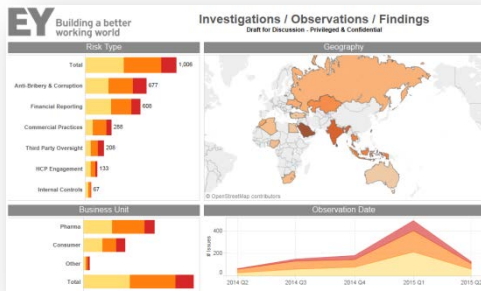 EY Building a better
working world
Investigations / Observations / Findings
Draft for Discussion - Privileged & Confidential
Risk Type
Total 1,006
Anti-Bribery & Corruption 677
Financial Reporting 608
Commercial Practices 288
Third Party Oversight 208
HCP Engagement 133
Internal Controls 67
Geography
© OpenStreetMap contributors
Business Unit
Pharma
Consumer
Other
Total
Observation Date
# Issues
400
200
0
2014 Q2 2014 Q3 2014 Q4 2015 Q1 2015 Q2